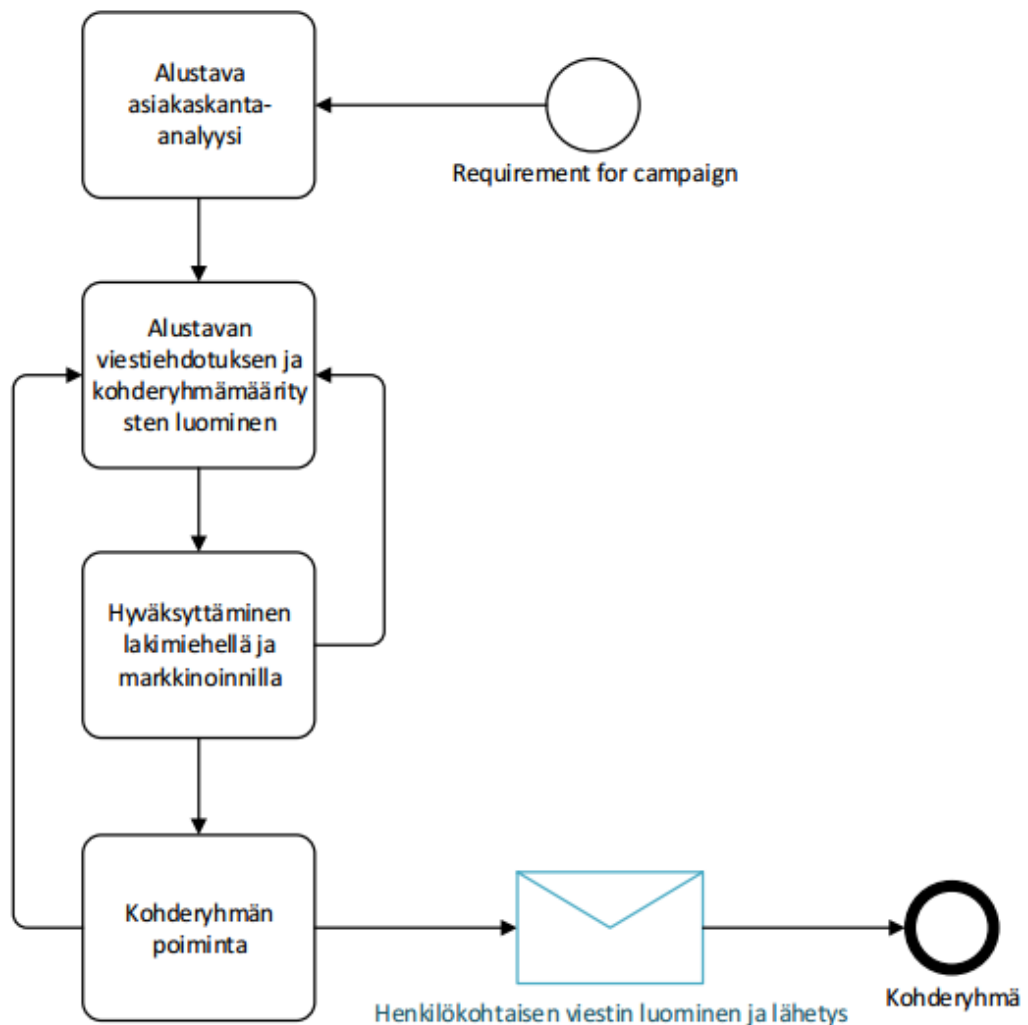 Alustava
asiakaskanta-
analyysi
Requirement for campaign
Alustavan
viestiehdotuksen ja
kohderyhmämäärity
sten luominen
Hyväksyttäminen
lakimiehellä ja
markkinoinnilla
Kohderyhmän
poiminta
Henkilökohtaisen viestin luominen ja lähetys
Kohderyhmä